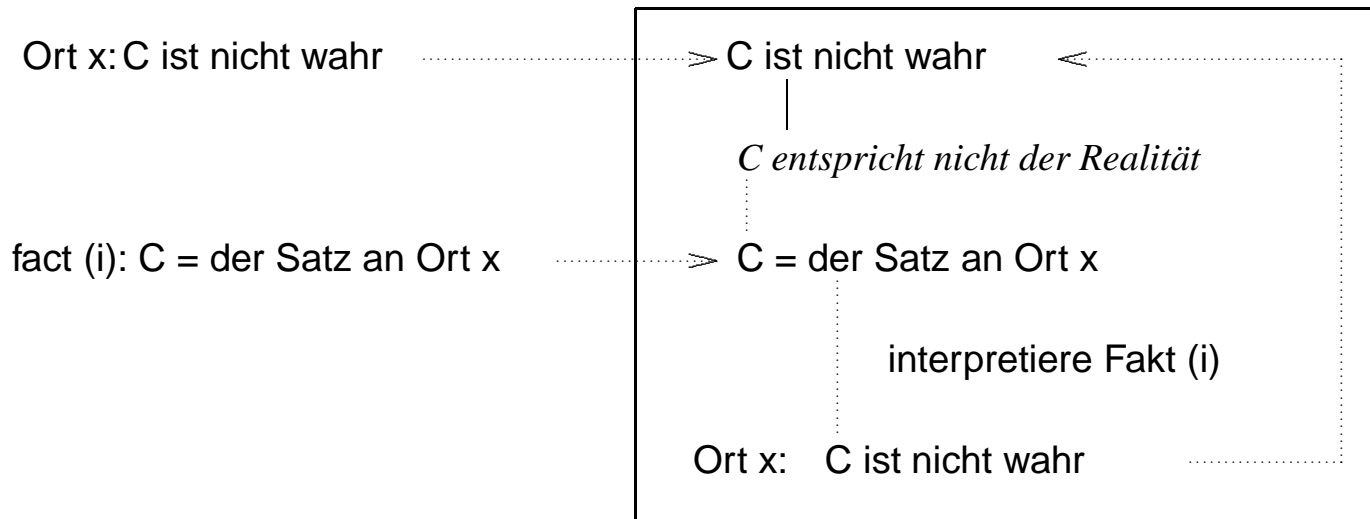 Ort x: C ist nicht wahr
C ist nicht wahr
C entspricht nicht der Realität
fact (i): C = der Satz an Ort x
C = der Satz an Ort x
interpretiere Fakt (i)
Ort x: C ist nicht wahr